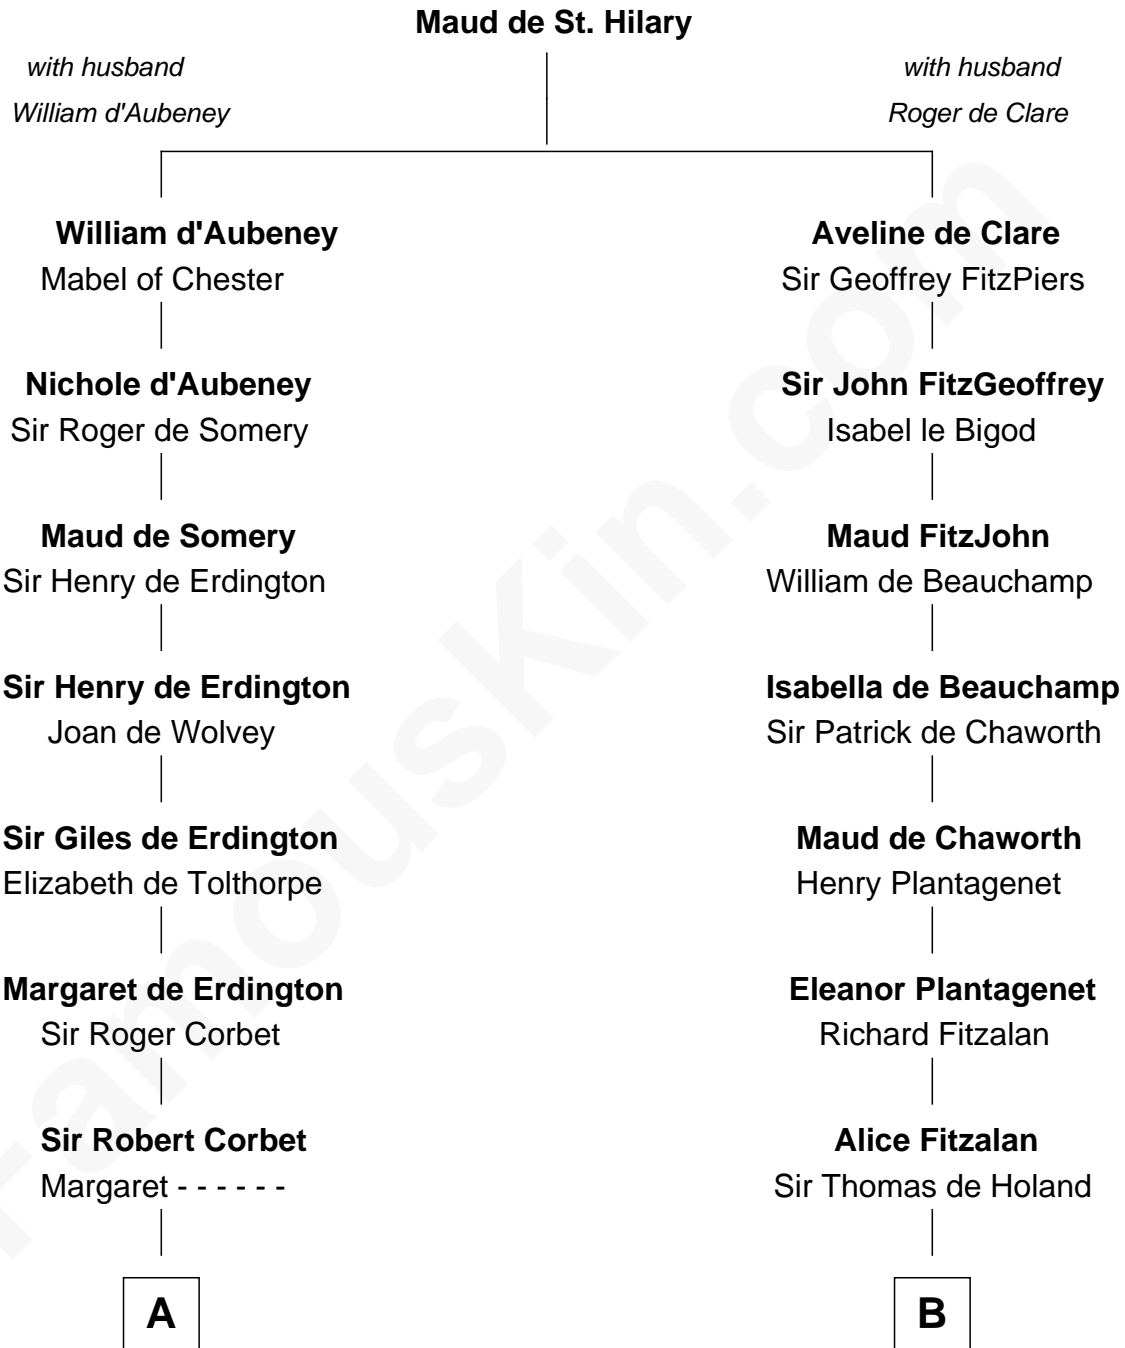 Maud de St. Hilary
with husband
William d'Aubeney
with husband
Roger de Clare
William d'Aubeney
Mabel of Chester
Nichole d'Aubeney
Sir Roger de Somery
Maud de Somery
Sir Henry de Erdington
Sir Henry de Erdington
Joan de Wolvey
Sir Giles de Erdington
Elizabeth de Tolthorpe
Margaret de Erdington
Sir Roger Corbet
Sir Robert Corbet
Margaret - - - - - -
A
Aveline de Clare
Sir Geoffrey FitzPiers
Sir John FitzGeoffrey
Isabel le Bigod
Maud FitzJohn
William de Beauchamp
Isabella de Beauchamp
Sir Patrick de Chaworth
Maud de Chaworth
Henry Plantagenet
Eleanor Plantagenet
Richard Fitzalan
Alice Fitzalan
Sir Thomas de Holand
B
FamousKin.com